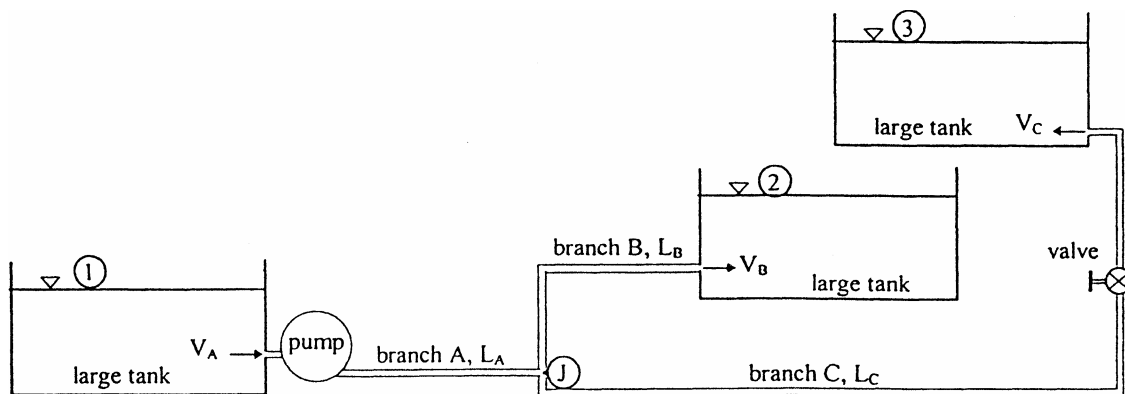 3
large tank
V_C
2
branch B, L_B
V_B
valve
large tank
1
pump
V_A
branch A, L_A
large tank
J
branch C, L_C